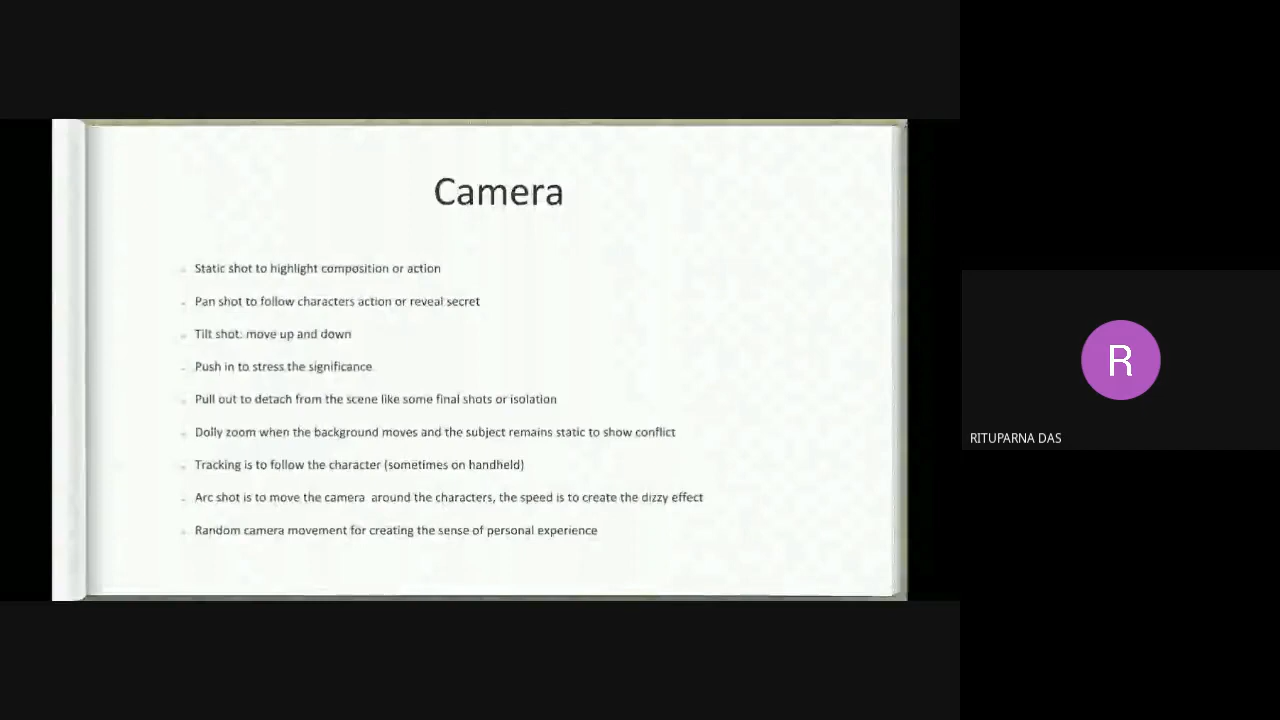 Camera
Static shot to highlight composition or action
Pan shot to follow characters action or reveal secret
Tilt shot: move up and down
Push in to stress the significance
Pull out to detach from the scene like some final shots or isolation
Dolly zoom when the background moves and the subject remains static to show conflict
Tracking is to follow the character (sometimes on handheld)
Arc shot is to move the camera around the characters, the speed is to create the dizzy effect
Random camera movement for creating the sense of personal experience
R
RITUPARNA DAS